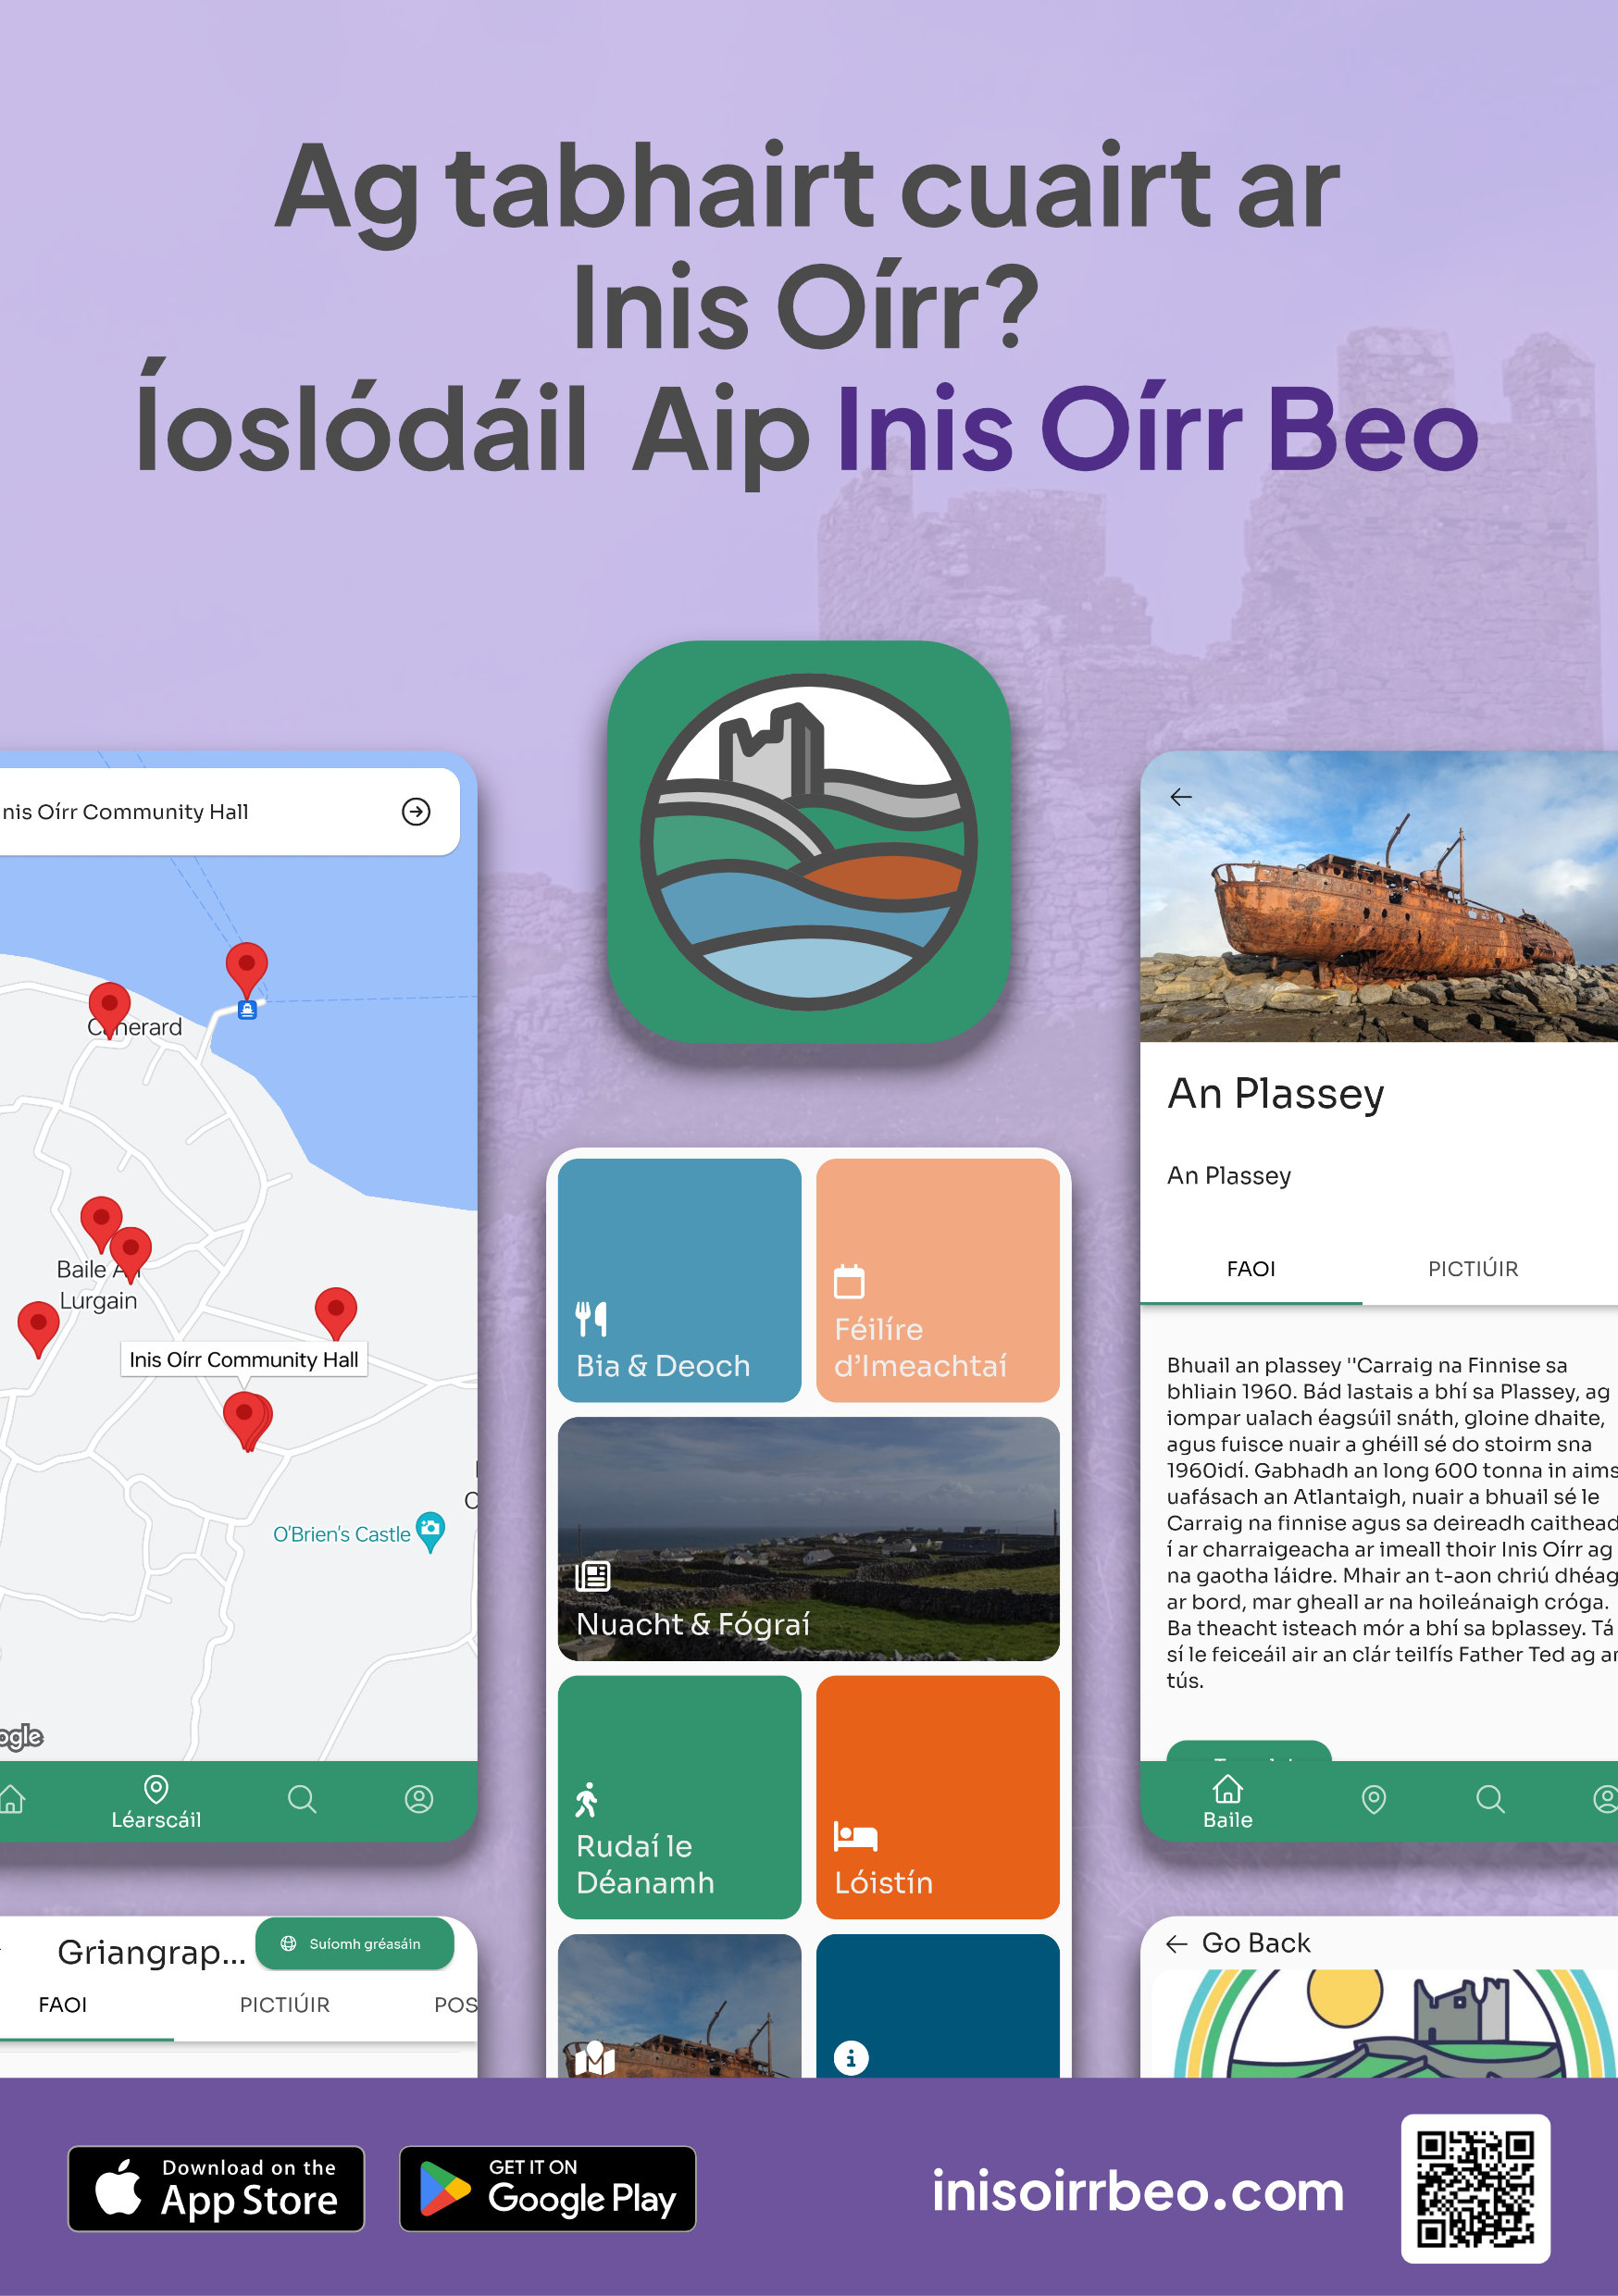 Ag tabhairt cuairt ar
Inis Oírr?
Íoslódáil Aip Inis Oírr Beo
nis Oírr Community Hall
erard
Baile
Lurgain
Inis Oírr Community Hall
O'Brien's Castle
ogle
Léarscáil
Griangrap...
Suíomh gréasáin
FAOI PICTIÚIR POS
Bia & Deoch
Féilíre
d'Imeachtaí
Nuacht & Fógraí
Rudaí le
Déanamh
Lóistín
An Plassey
An Plassey
FAOI PICTIÚIR
Bhuail an plassey ''Carraig na Finnise sa
bhliain 1960. Bád lastais a bhí sa Plassey, ag
iompar ualach éagsúil snáth, gloine dhaite,
agus fuisce nuair a ghéill sé do stoirm sna
1960idí. Gabhadh an long 600 tonna in aims
uafásach an Atlantaigh, nuair a bhuail sé le
Carraig na finnise agus sa deireadh caithead
í ar charraigeacha ar imeall thoir Inis Oírr ag
na gaotha láidre. Mhair an t-aon chriú dhéag
ar bord, mar gheall ar na hoileánaigh cróga.
Ba theacht isteach mór a bhí sa bplassey. Tá
sí le feiceáil air an clár teilfís Father Ted ag ar
tús.
Baile
Go Back
Download on the
App Store
GET IT ON
Google Play
inisoirrbeo.com